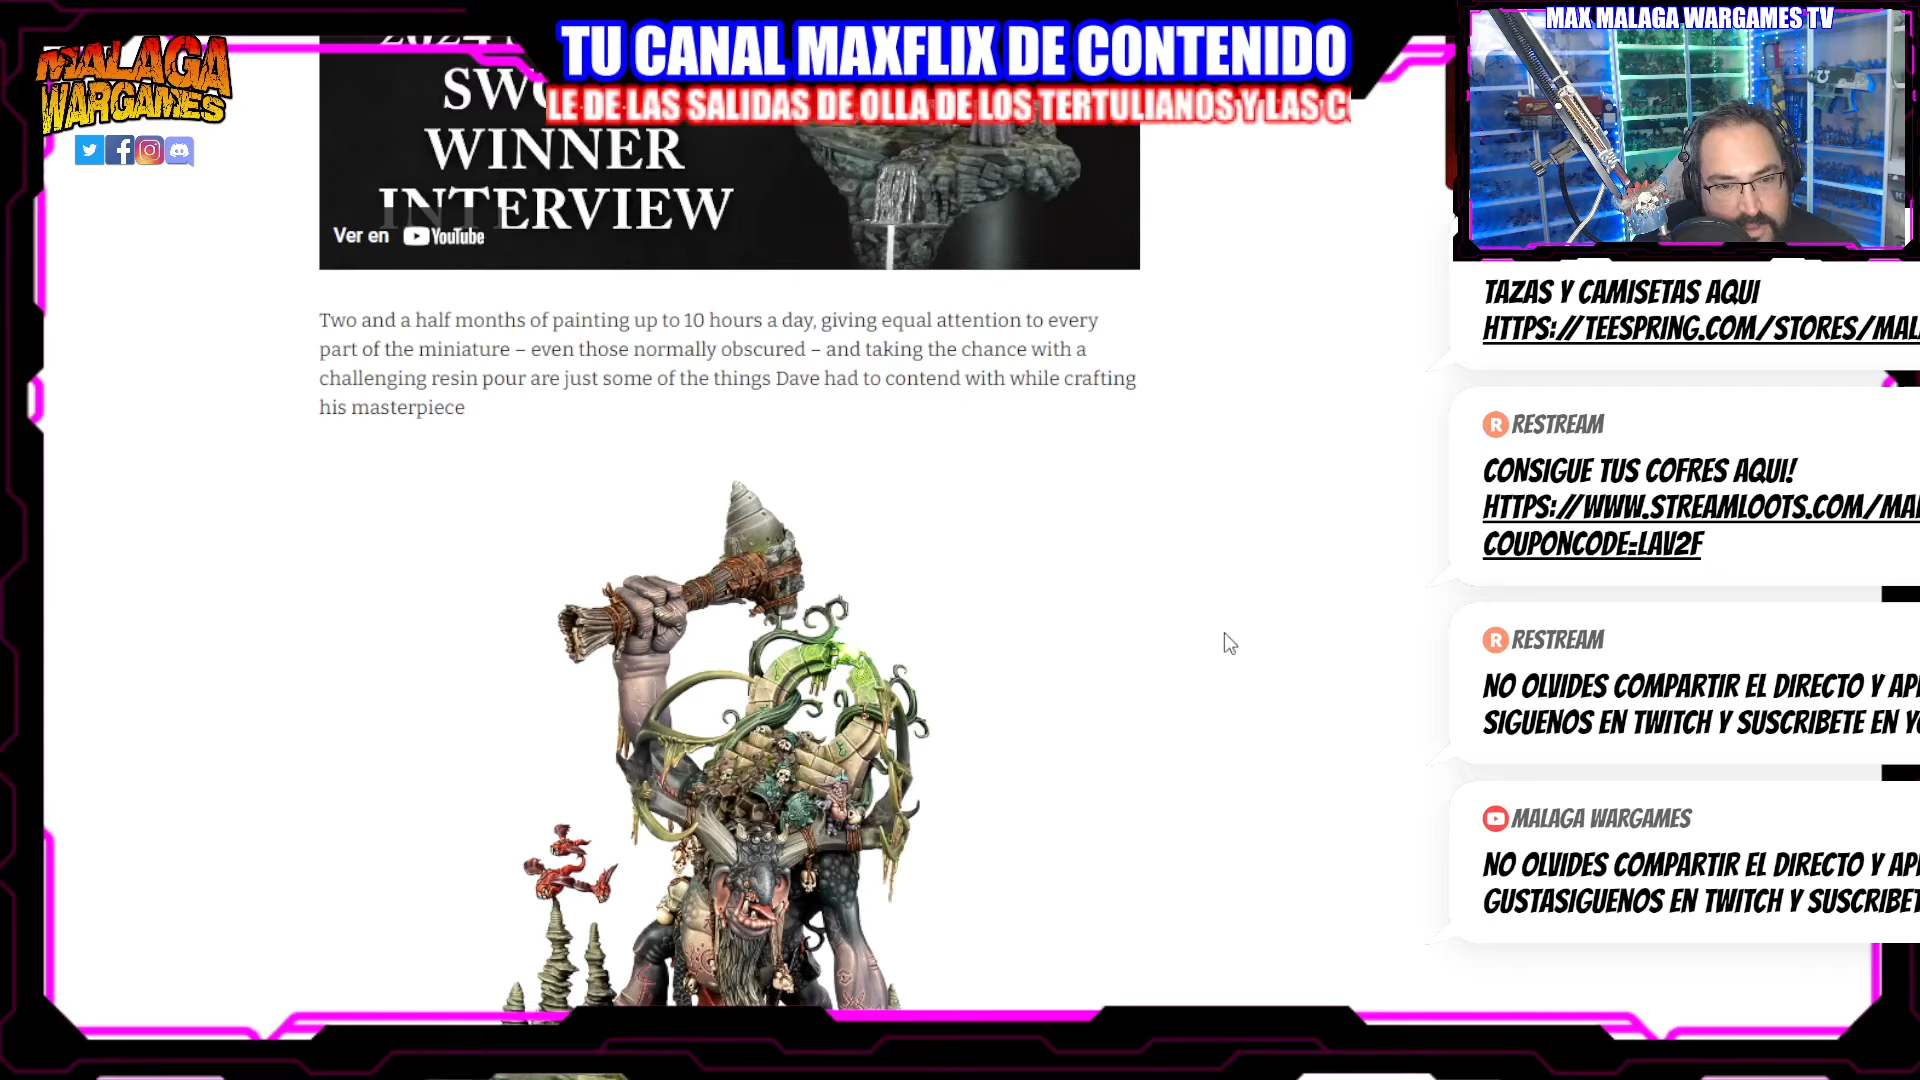 MALAGA
WARGAMES
TU CANAL MAXFLIX DE CONTENIDO
LE DE LAS SALIDAS DE OLLA DE LOS TERTULIANOS Y LAS C
MAX MALAGA WARGAMES TV
WINNER
INTERVIEW
Ver en YouTube
Two and a half months of painting up to 10 hours a day, giving equal attention to every
part of the miniature – even those normally obscured – and taking the chance with a
challenging resin pour are just some of the things Dave had to contend with while crafting
his masterpiece
TAZAS Y CAMISETAS AQUI
HTTPS://TEESPRING.COM/STORES/MAL
RESTREAM
CONSIGUE TUS COFRES AQUI!
HTTPS://WWW.STREAMLOOTS.COM/MAL
COUPONCODE=LAV2F
RESTREAM
NO OLVIDES COMPARTIR EL DIRECTO Y
SIGUENOS EN TWITCH Y SUSCRIBETE EN
MALAGA WARGAMES
NO OLVIDES COMPARTIR EL DIRECTO Y
GUSTASIGUENOS EN TWITCH Y